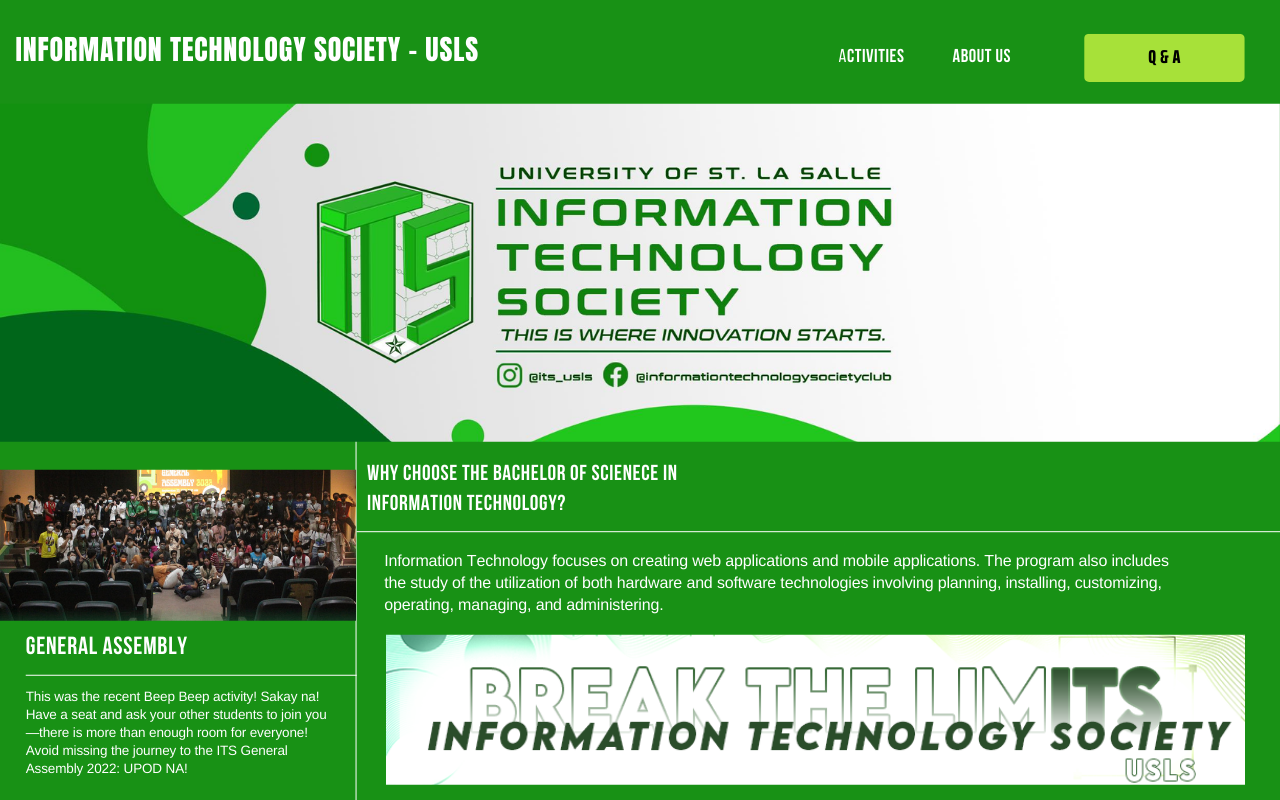 INFORMATION TECHNOLOGY SOCIETY - USLS
ACTIVITIES
ABOUT US
Q & A
UNIVERSITY OF ST. LA SALLE
ITS
INFORMATION
TECHNOLOGY
SOCIETY
THIS IS WHERE INNOVATION STARTS.
@its_usls @informationtechnologysocietyclub
GENERAL
ASSEMBLY 2022
GENERAL ASSEMBLY
This was the recent Beep Beep activity! Sakay na!
Have a seat and ask your other students to join you
—there is more than enough room for everyone!
Avoid missing the journey to the ITS General
Assembly 2022: UPOD NA!
WHY CHOOSE THE BACHELOR OF SCIENECE IN
INFORMATION TECHNOLOGY?
Information Technology focuses on creating web applications and mobile applications. The program also includes
the study of the utilization of both hardware and software technologies involving planning, installing, customizing,
operating, managing, and administering.
BREAK THE LIMITS
INFORMATION TECHNOLOGY SOCIETY
USLS